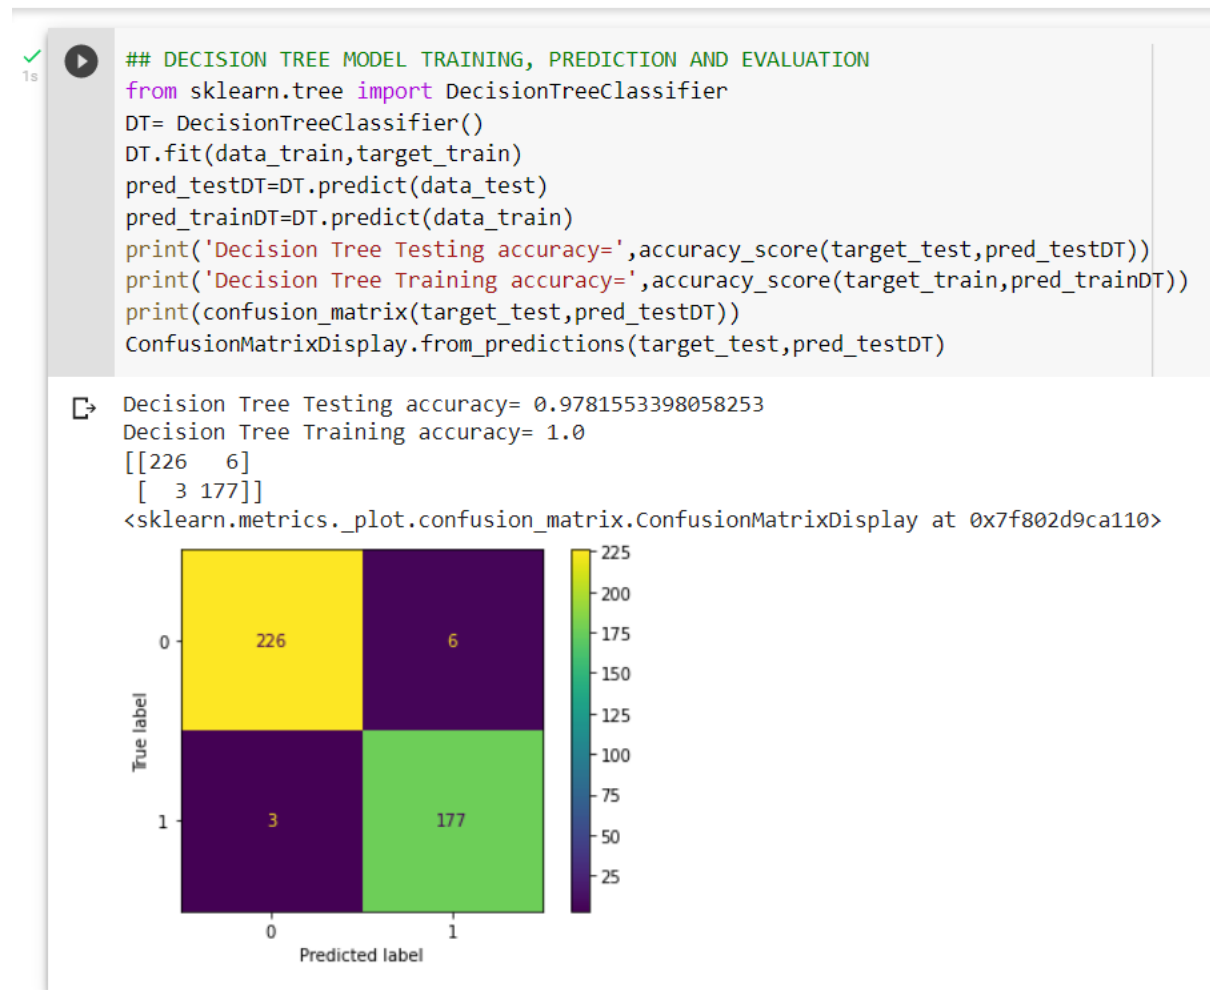 1s
## DECISION TREE MODEL TRAINING, PREDICTION AND EVALUATION
from sklearn.tree import DecisionTreeClassifier
DT= DecisionTreeClassifier()
DT.fit(data_train,target_train)
pred_testDT=DT.predict(data_test)
pred_trainDT=DT.predict(data_train)
print('Decision Tree Testing accuracy=',accuracy_score(target_test,pred_testDT))
print('Decision Tree Training accuracy=',accuracy_score(target_train,pred_trainDT))
print(confusion_matrix(target_test,pred_testDT))
ConfusionMatrixDisplay.from_predictions(target_test,pred_testDT)
Decision Tree Testing accuracy= 0.9781553398058253
Decision Tree Training accuracy= 1.0
[[226   6]
 [  3 177]]
<sklearn.metrics._plot.confusion_matrix.ConfusionMatrixDisplay at 0x7f802d9ca110>
225
200
175
150
125
100
75
50
25
0
226
6
True label
1
3
177
0
1
Predicted label